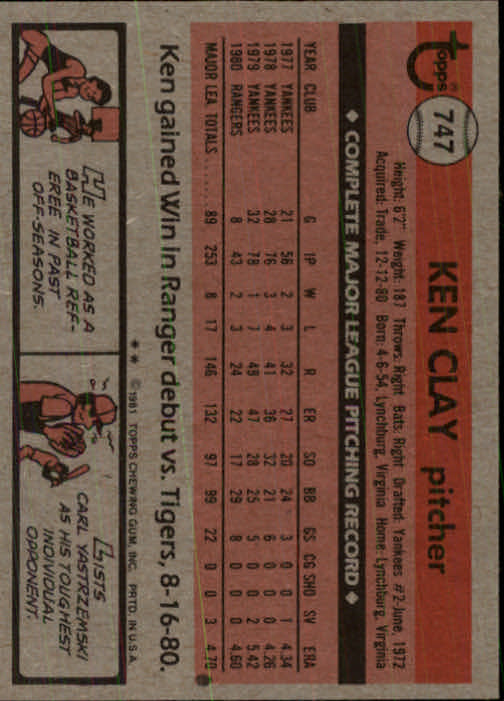 topps
747
KEN CLAY pitcher
Height: 6'2" Weight: 187 Throws: Right Bats: Right Drafted: Yankees #2-June, 1972
Acquired: Trade, 12-12-80 Born: 4-6-54, Lynchburg, Virginia Home: Lynchburg, Virginia
◆ COMPLETE MAJOR LEAGUE PITCHING RECORD ◆
YEAR CLUB G IP W L R ER SO BB GS CG SHO SV ERA
1977 YANKEES 21 56 2 3 32 27 20 24 3 0 0 1 4.34
1978 YANKEES 28 76 3 4 41 36 32 21 6 0 0 0 4.26
1979 YANKEES 32 78 1 7 49 47 28 25 5 0 0 2 5.42
1980 RANGERS 8 43 2 3 24 22 17 29 8 0 0 0 4.60
MAJOR LEA. TOTALS...... 89 253 8 17 146 132 97 99 22 0 0 3 4.70
Ken gained Win in Ranger debut vs. Tigers, 8-16-80.
** ©1981 TOPPS CHEWING GUM, INC. PRTD. IN U.S.A.
HE WORKED AS A
BASKETBALL REF-
EREE IN PAST
OFF-SEASONS.
LISTS
CARL YASTRZEMSKI
AS HIS TOUGHEST
INDIVIDUAL
OPPONENT.